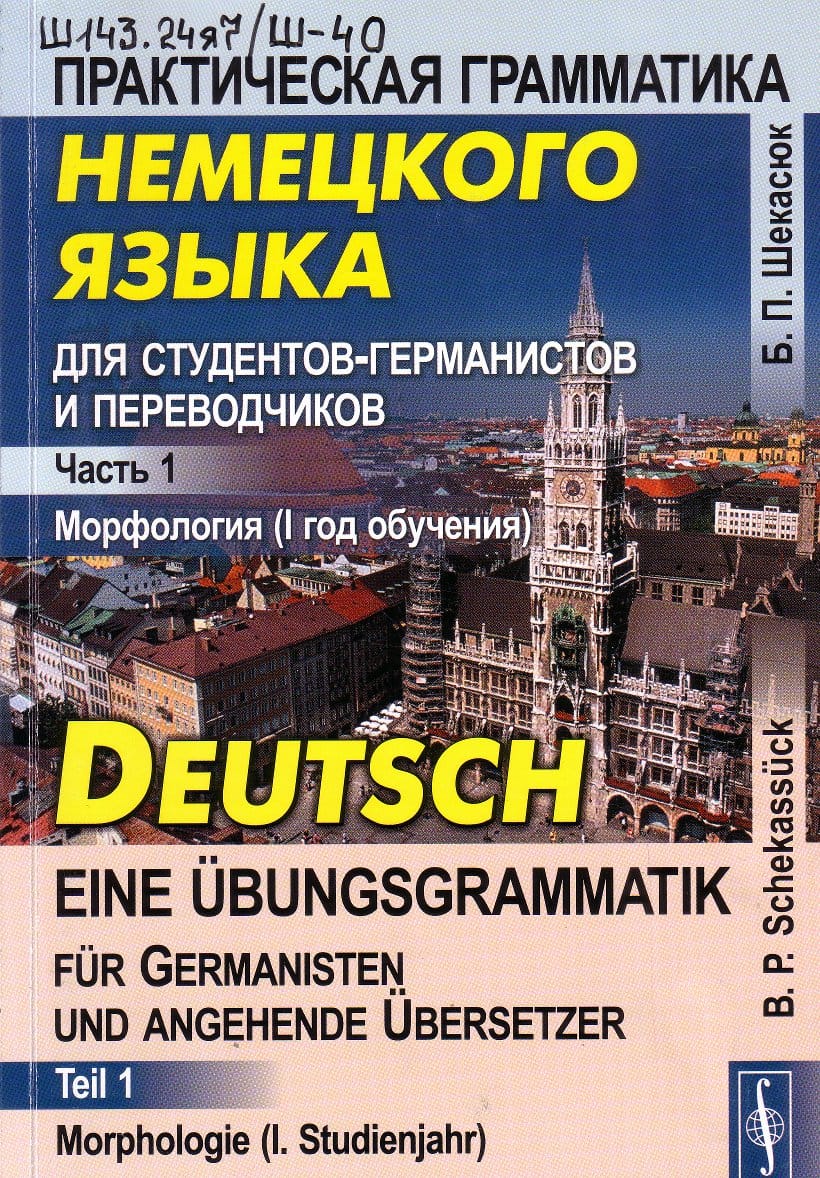 Ш143.24я7/Ш-40
ПРАКТИЧЕСКАЯ ГРАММАТИКА
НЕМЕЦКОГО
ЯЗЫКА
ДЛЯ СТУДЕНТОВ-ГЕРМАНИСТОВ
И ПЕРЕВОДЧИКОВ
Часть 1
Морфология (I год обучения)
Б. П. Шекасюк
DEUTSCH
EINE ÜBUNGSGRAMMATIK
FÜR GERMANISTEN
UND ANGEHENDE ÜBERSETZER
Teil 1
Morphologie (I. Studienjahr)
B. P. Schekassück